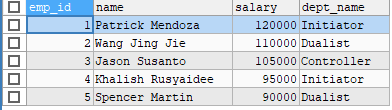 emp_id name salary dept_name
1 Patrick Mendoza 120000 Initiator
2 Wang Jing Jie 110000 Dualist
3 Jason Susanto 105000 Controller
4 Khalish Rusyaidee 95000 Initiator
5 Spencer Martin 90000 Dualist